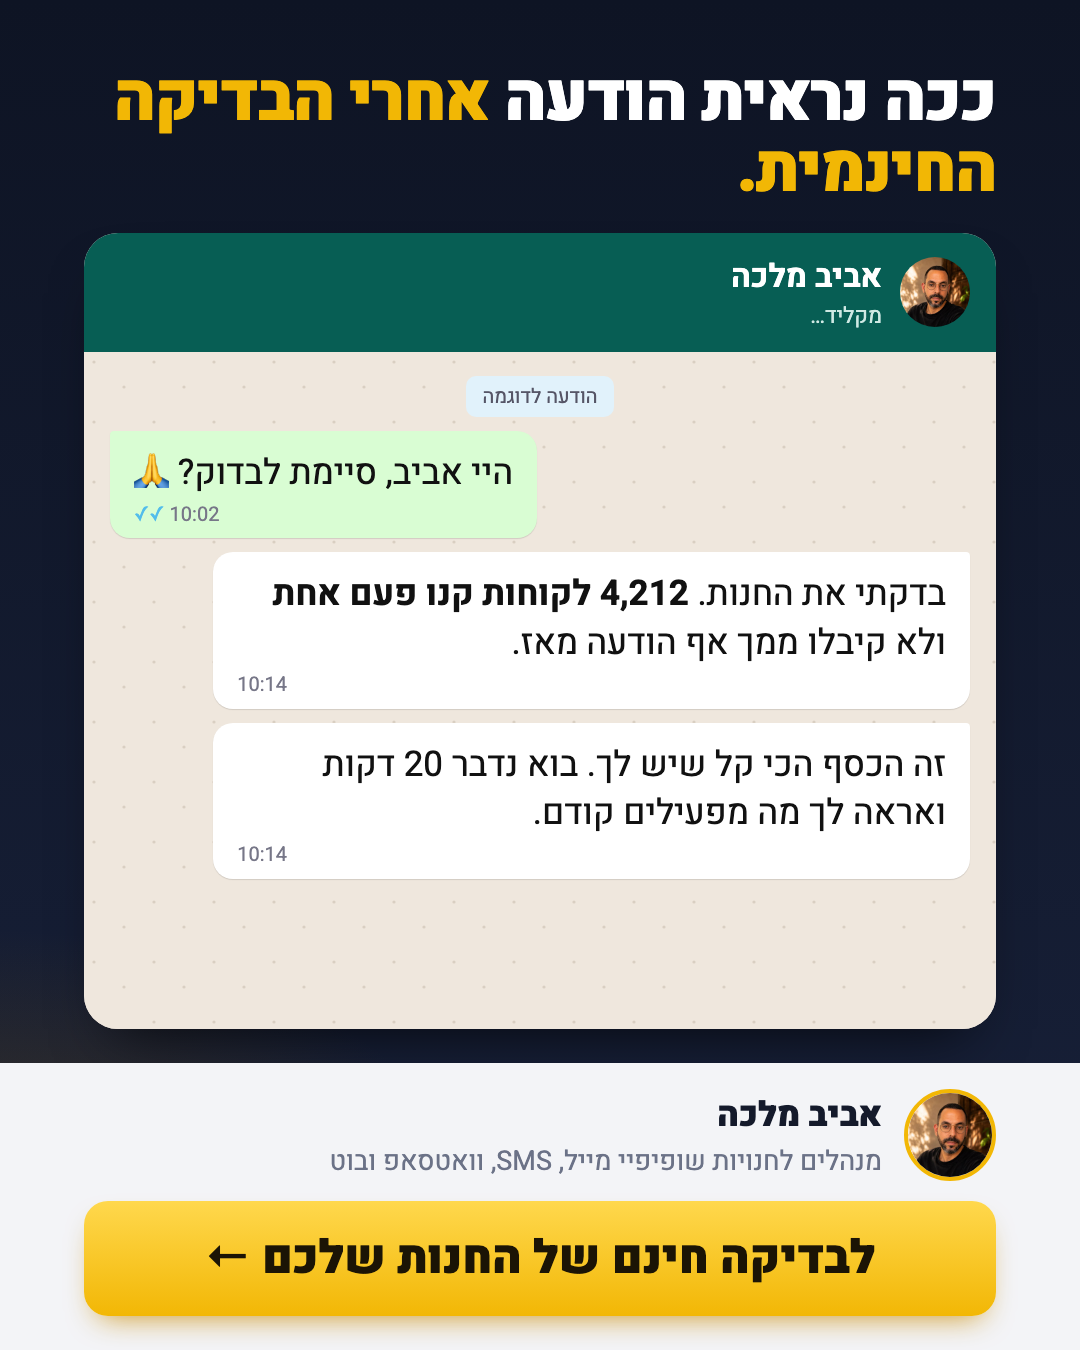 ככה נראית הודעה אחרי הבדיקה
החינמית.
אביב מלכה
מקליד...
הודעה לדוגמה
היי אביב, סיימת לבדוק? 🙏
10:02 ✓✓
בדקתי את החנות. 4,212 לקוחות קנו פעם אחת
ולא קיבלו ממך אף הודעה מאז.
10:14
זה הכסף הכי קל שיש לך. בוא נדבר 20 דקות
ואראה לך מה מפעילים קודם.
10:14
אביב מלכה
מנהלים לחנויות שופיפיי מייל, SMS, וואטסאפ ובוט
לבדיקה חינם של החנות שלכם ←